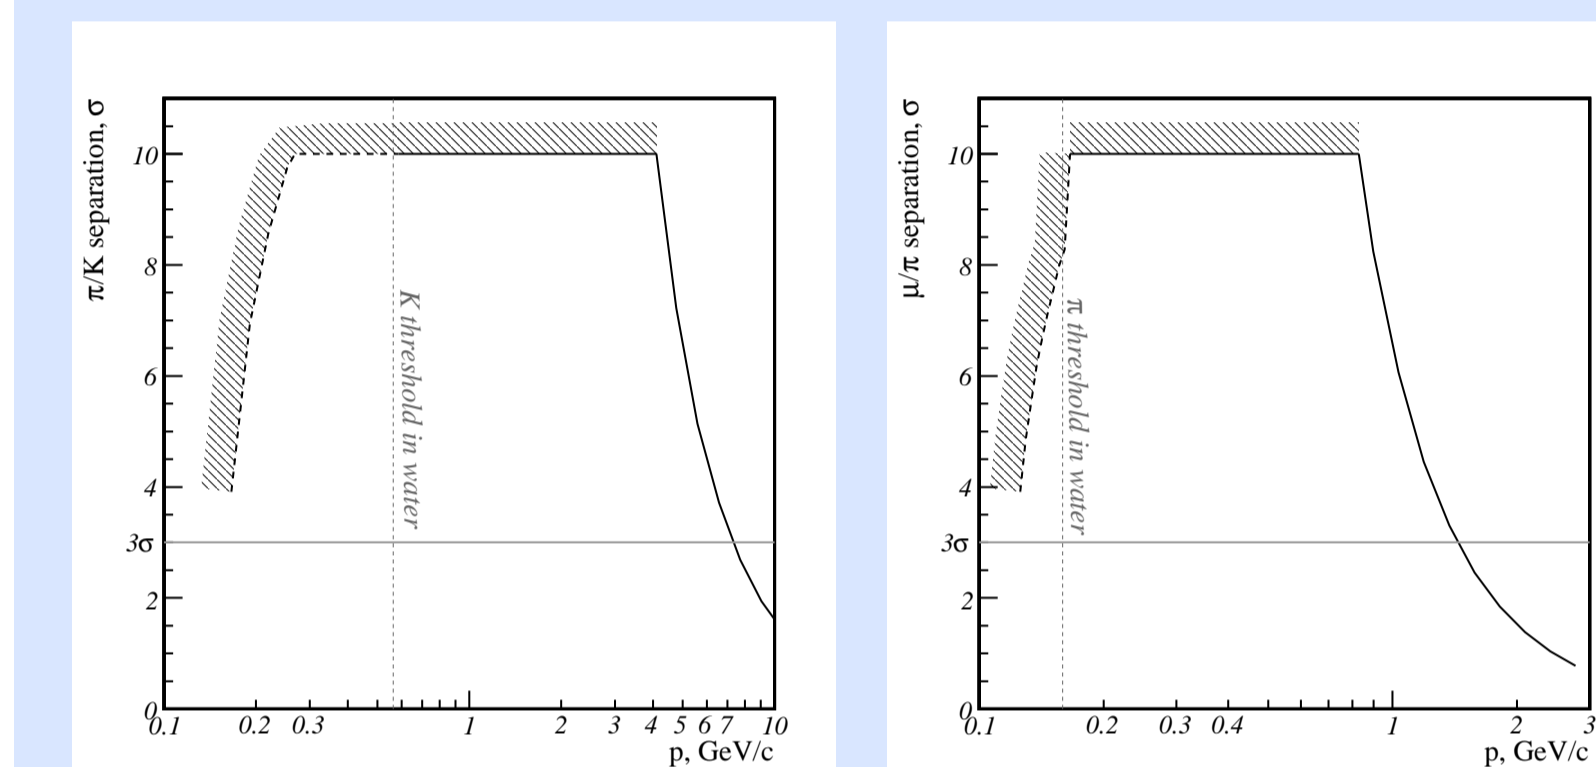 π/K separation, σ
10
8
6
4
3σ
2
0
K threshold in water
0.1 0.2 0.3 1 2 3 4 5 6 7 10
p, GeV/c
μ/π separation, σ
10
8
6
4
3σ
2
0
π threshold in water
0.1 0.2 0.3 0.4 1 2 3
p, GeV/c